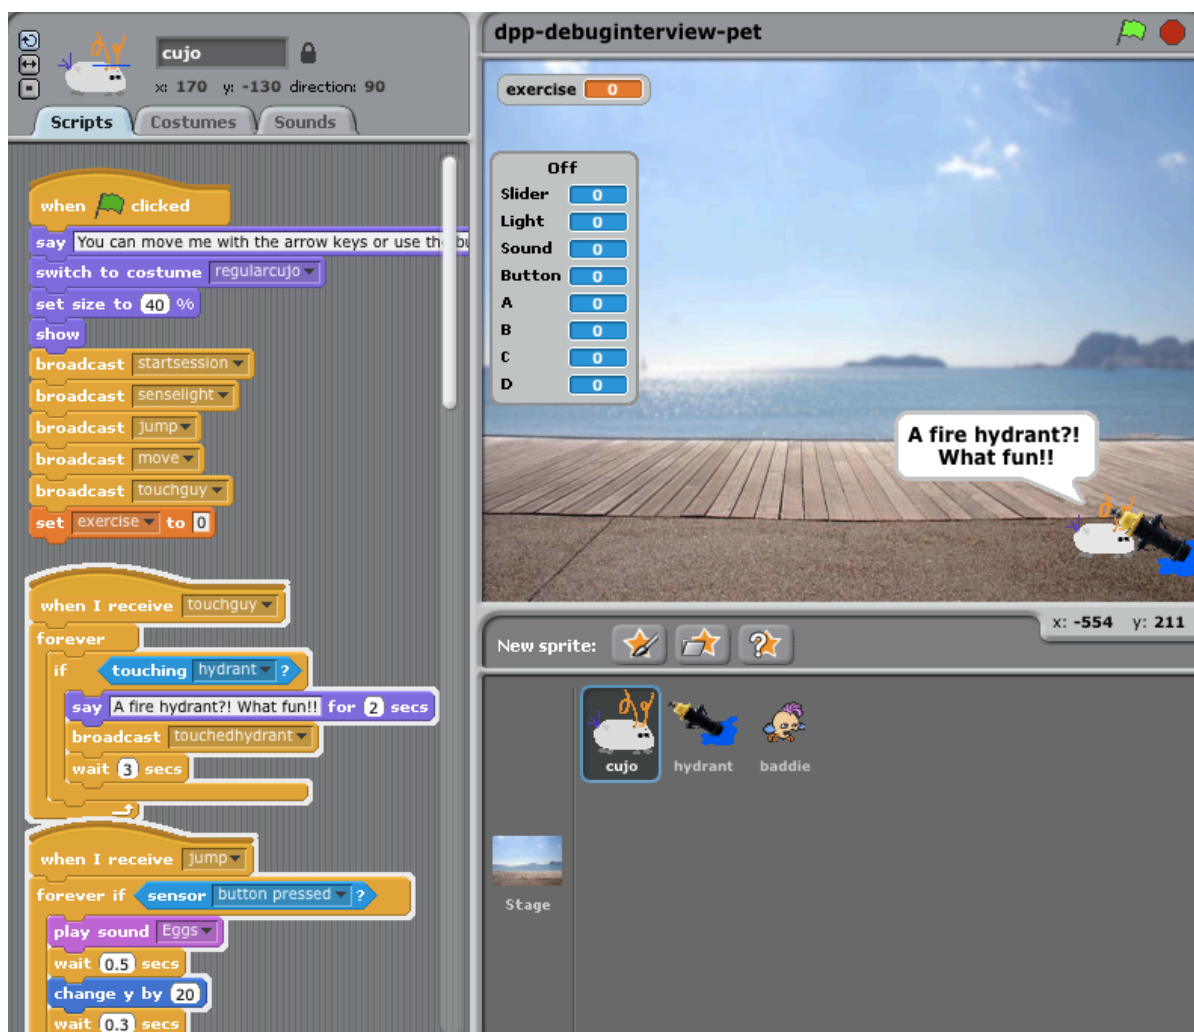 cujo
x: 170 y: -130 direction: 90
Scripts Costumes Sounds
when clicked
say You can move me with the arrow keys or use the bu
switch to costume regularcujo
set size to 40 %
show
broadcast startsession
broadcast senselight
broadcast jump
broadcast move
broadcast touchguy
set exercise to 0
when I receive touchguy
forever
if touching hydrant ?
say A fire hydrant?! What fun!! for 2 secs
broadcast touchedhydrant
wait 3 secs
when I receive jump
forever if sensor button pressed ?
play sound Eggs
wait 0.5 secs
change y by 20
wait 0.3 secs
dpp-debuginterview-pet
exercise 0
Off
Slider 0
Light 0
Sound 0
Button 0
A 0
B 0
C 0
D 0
A fire hydrant?!
What fun!!
x: -554 y: 211
New sprite:
cujo hydrant baddie
Stage